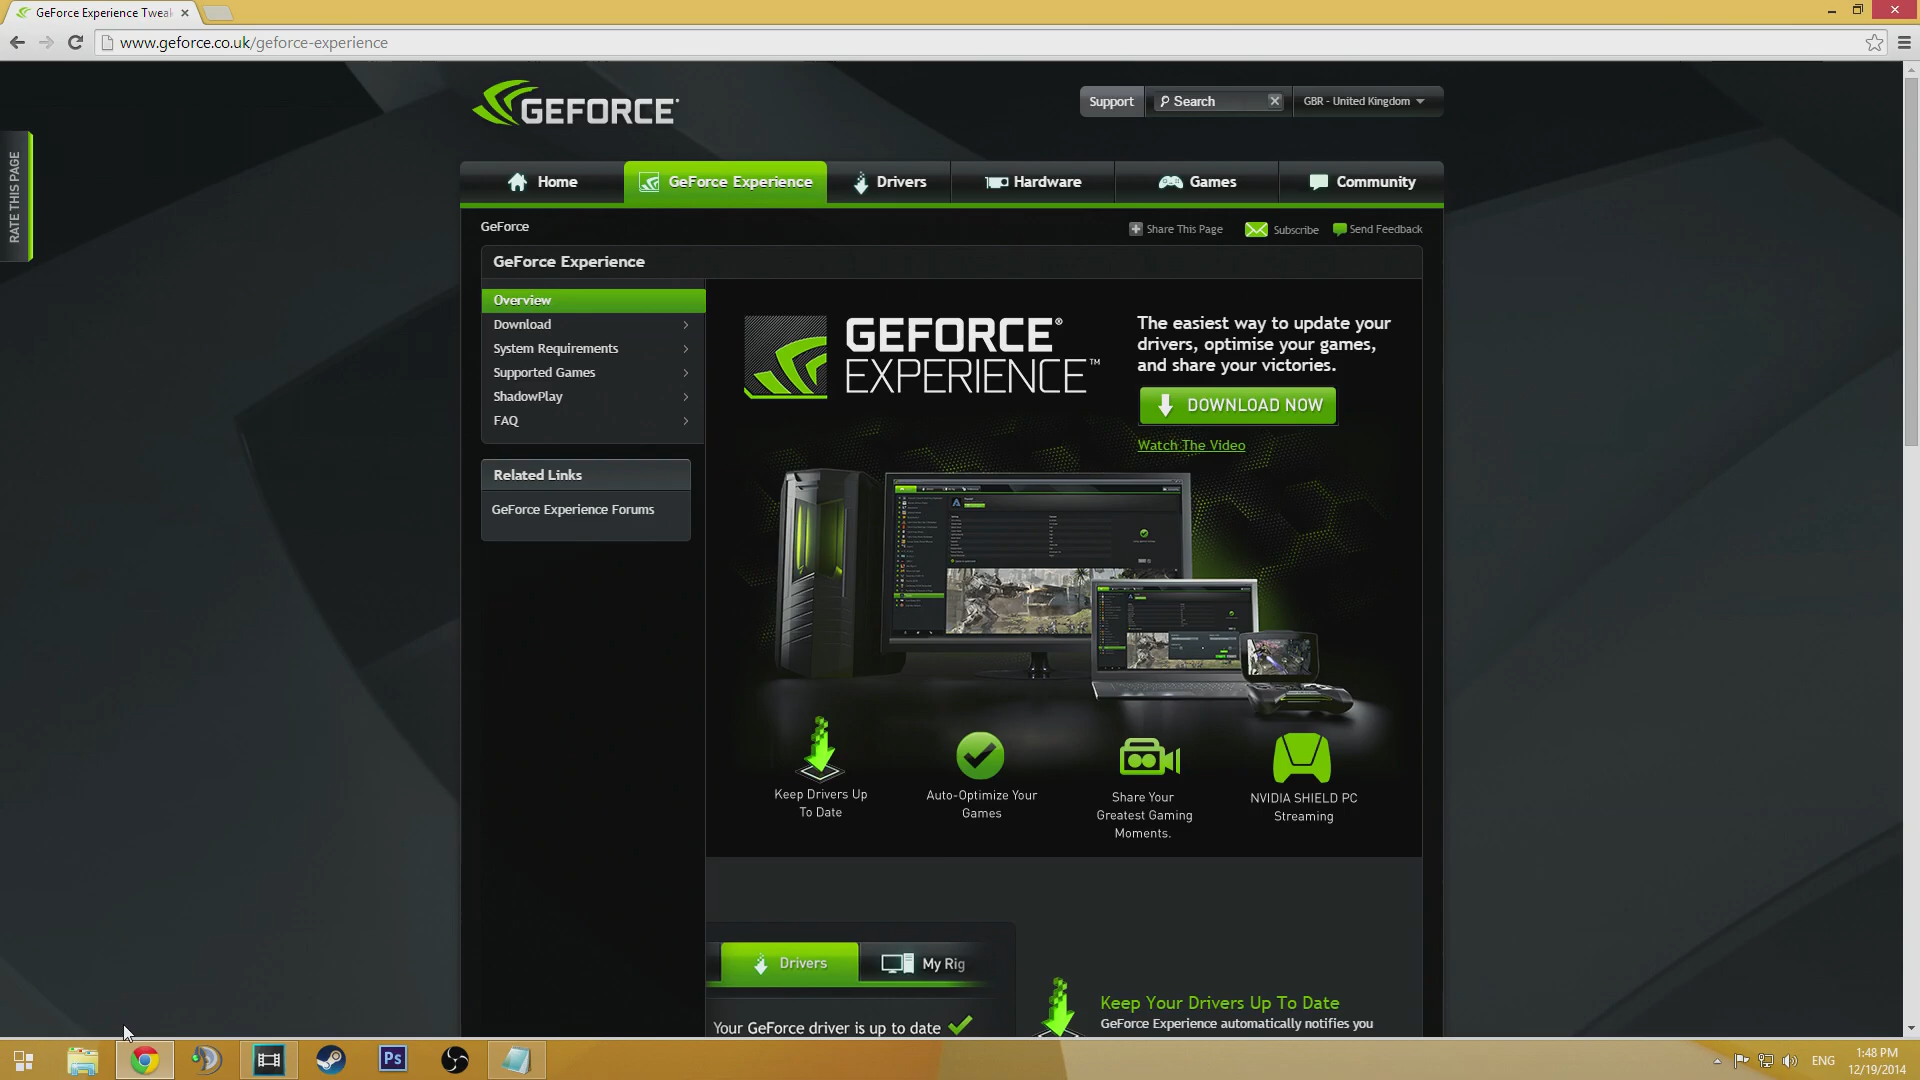 GeForce Experience Tweak
www.geforce.co.uk/geforce-experience
GEFORCE
Support
Search
GBR - United Kingdom
RATE THIS PAGE
Home
GeForce Experience
Drivers
Hardware
Games
Community
GeForce
Share This Page
Subscribe
Send Feedback
GeForce Experience
Overview
Download
System Requirements
Supported Games
ShadowPlay
FAQ
Related Links
GeForce Experience Forums
GEFORCE®
EXPERIENCE™
The easiest way to update your
drivers, optimise your games,
and share your victories.
DOWNLOAD NOW
Watch The Video
Keep Drivers Up
To Date
Auto-Optimize Your
Games
Share Your
Greatest Gaming
Moments.
NVIDIA SHIELD PC
Streaming
Drivers
My Rig
Your GeForce driver is up to date
Keep Your Drivers Up To Date
GeForce Experience automatically notifies you
Ps
ENG
1:48 PM
12/19/2014